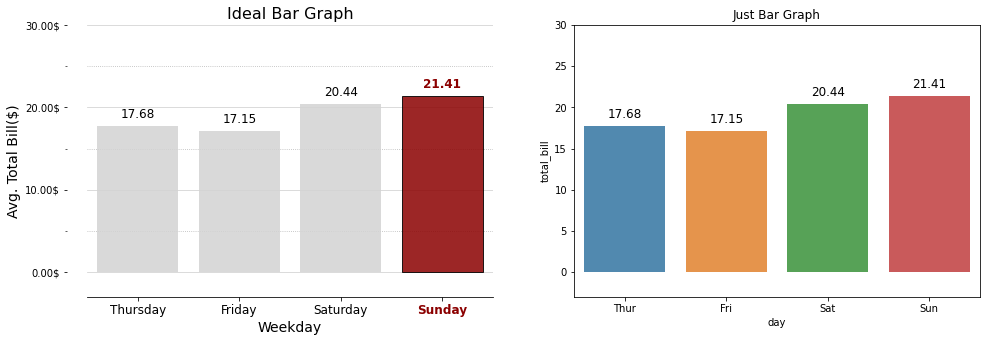 Ideal Bar Graph
30.00$
20.00$
10.00$
0.00$
Avg. Total Bill($)
17.68
17.15
20.44
21.41
Thursday
Friday
Saturday
Sunday
Weekday
Just Bar Graph
30
25
20
15
10
5
0
total_bill
17.68
17.15
20.44
21.41
Thur
Fri
Sat
Sun
day